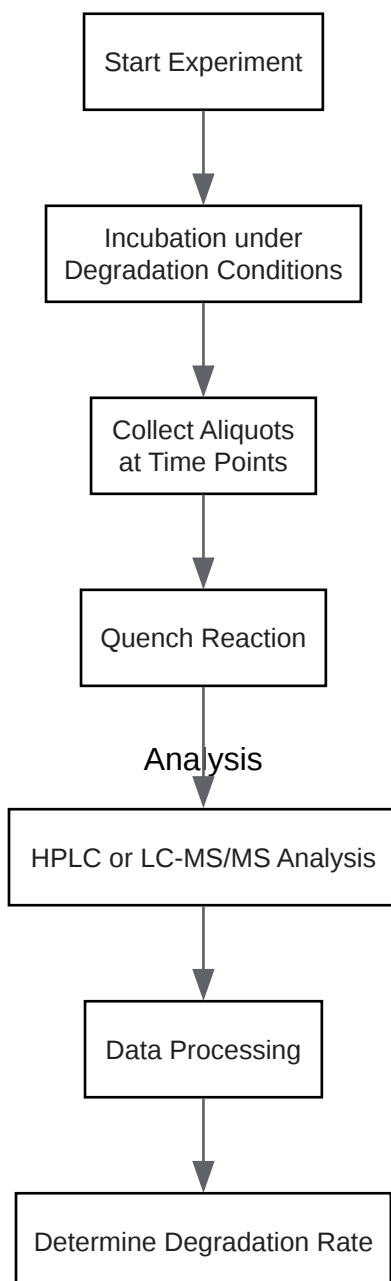 Start Experiment
Incubation under
Degradation Conditions
Collect Aliquots
at Time Points
Quench Reaction
Analysis
HPLC or LC-MS/MS Analysis
Data Processing
Determine Degradation Rate